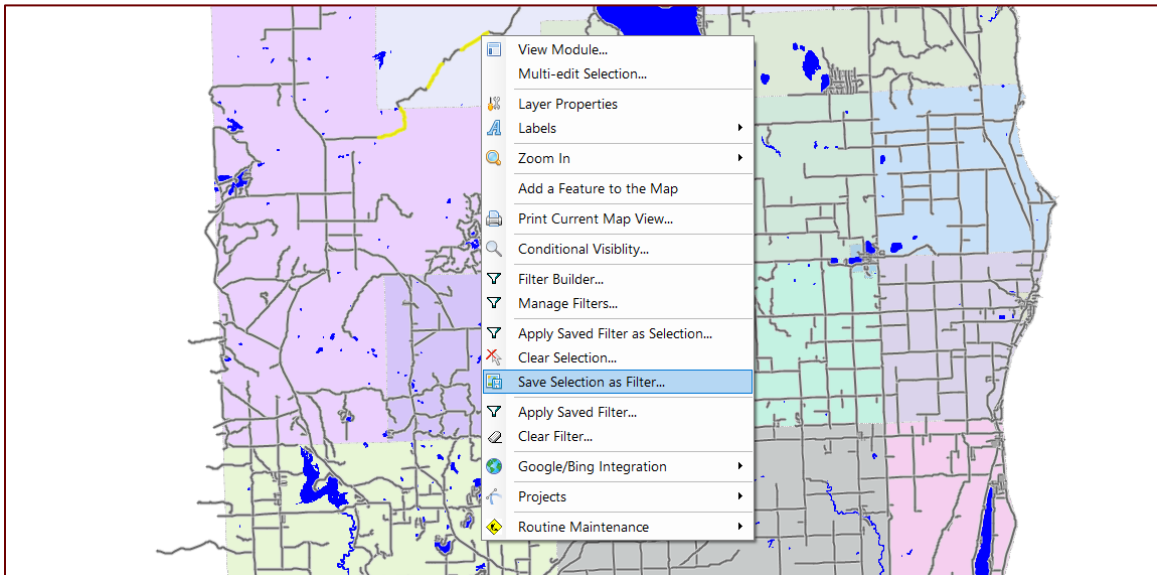 View Module...
Multi-edit Selection...
Layer Properties
Labels
Zoom In
Add a Feature to the Map
Print Current Map View...
Conditional Visiblity...
Filter Builder...
Manage Filters...
Apply Saved Filter as Selection...
Clear Selection...
Save Selection as Filter...
Apply Saved Filter...
Clear Filter...
Google/Bing Integration
Projects
Routine Maintenance